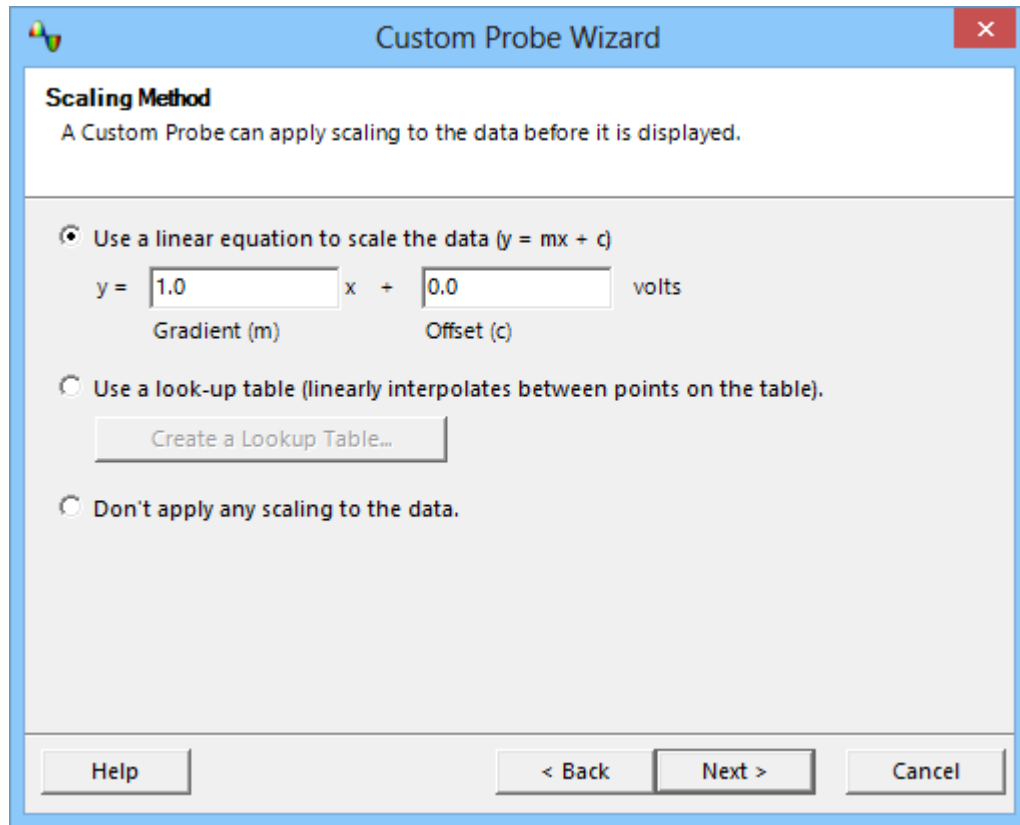 Custom Probe Wizard
Scaling Method
A Custom Probe can apply scaling to the data before it is displayed.
Use a linear equation to scale the data (y = mx + c)
y = 1.0 x + 0.0 volts
Gradient (m) Offset (c)
Use a look-up table (linearly interpolates between points on the table).
Create a Lookup Table...
Don't apply any scaling to the data.
Help < Back Next > Cancel